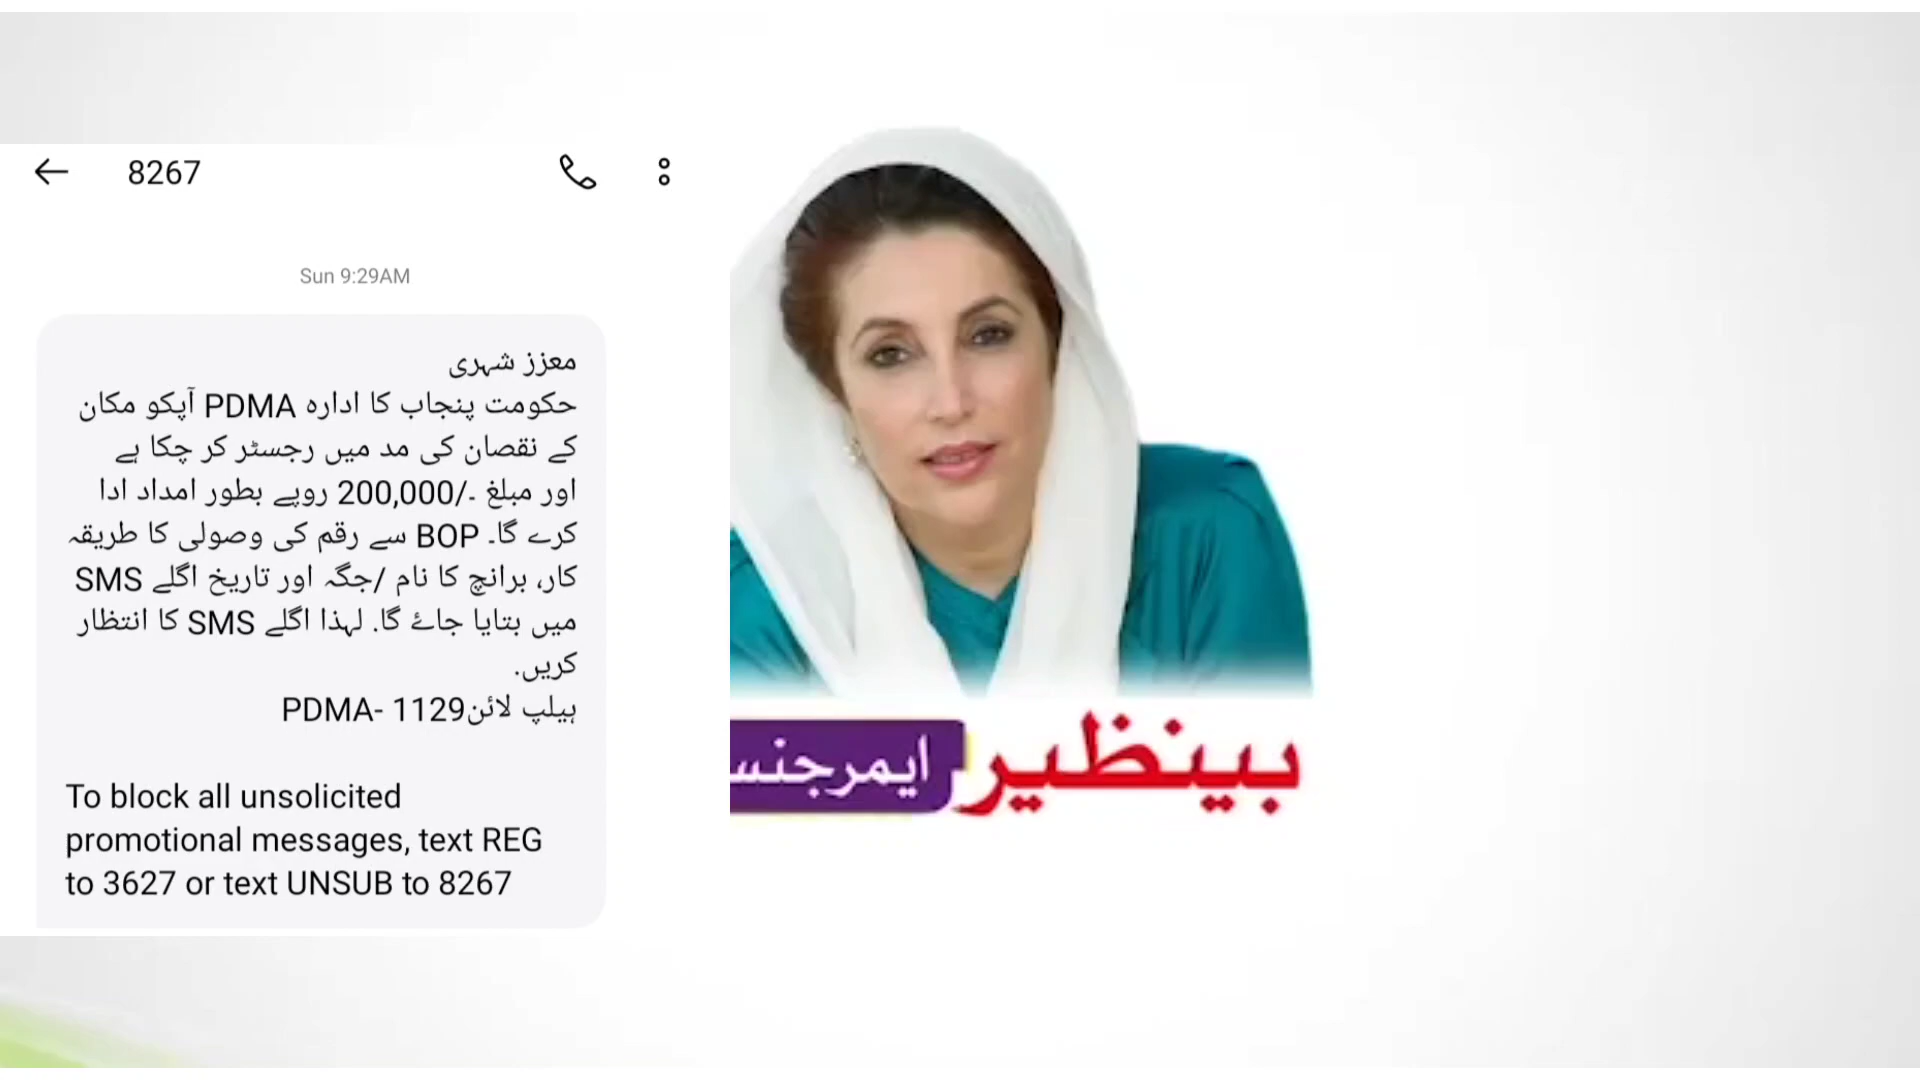 8267
Sun 9:29AM
معزز شہری
حکومت پنجاب کا ادارہ PDMA آپکو مکان
کے نقصان کی مد میں رجسٹر کر چکا ہے
اور مبلغ -/200,000 روپے بطور امداد ادا
کرے گا۔ BOP سے رقم کی وصولی کا طریقہ
کار، برانچ کا نام /جگہ اور تاریخ اگلے SMS
میں بتایا جائے گا. لہذا اگلے SMS کا انتظار
کریں.
ہیلپ لائن1129 -PDMA
To block all unsolicited
promotional messages, text REG
to 3627 or text UNSUB to 8267
بینظیر